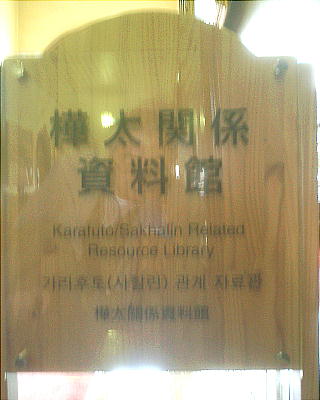 樺太関係
資料館
Karafuto/Sakhalin Related
Resource Library
가라후토(사할린) 관계 자료관
樺太關係資料館